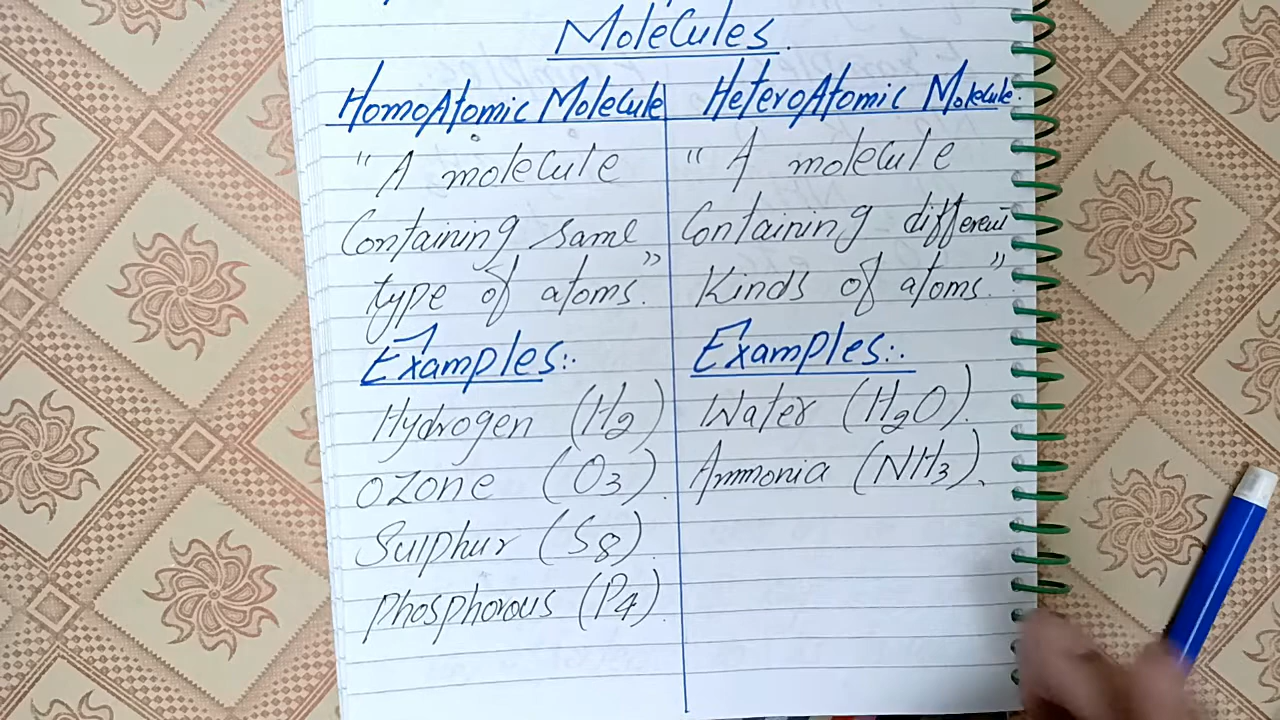 Molecules.
HomoAtomic Molecule
"A molecule
Containing same
type of atoms."
Examples:.
Hydrogen (H2)
Ozone (O3).
Sulphur (S8).
Phosphorous (P4).
HeteroAtomic Molecule.
"A molecule
Containing different
Kinds of atoms."
Examples:.
Water (H2O).
Ammonia (NH3).